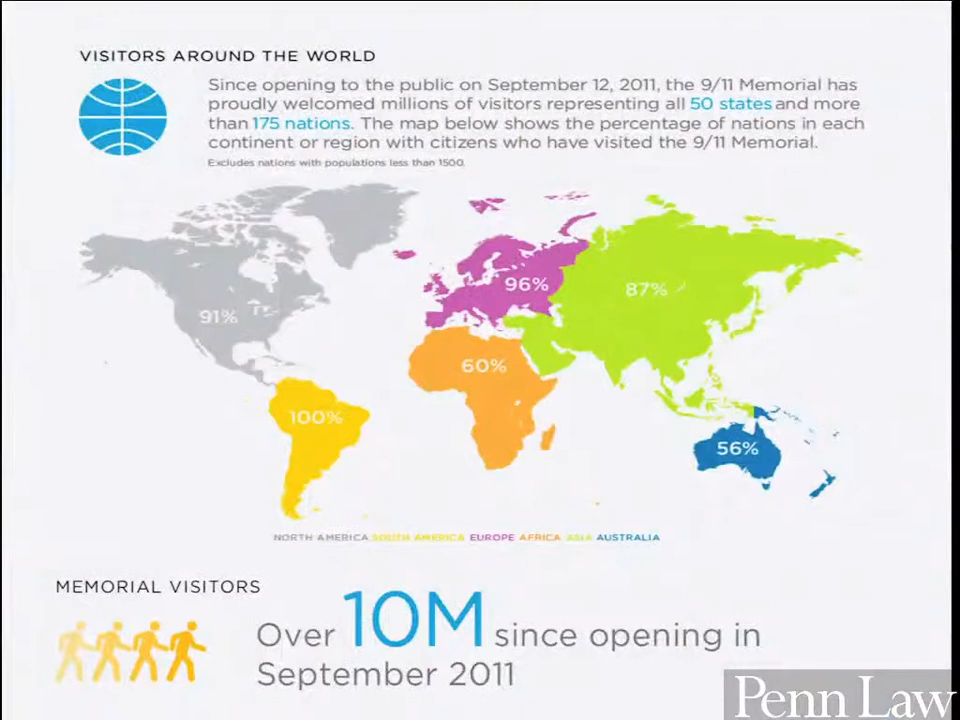 VISITORS AROUND THE WORLD
Since opening to the public on September 12, 2011, the 9/11 Memorial has
proudly welcomed millions of visitors representing all 50 states and more
than 175 nations. The map below shows the percentage of nations in each
continent or region with citizens who have visited the 9/11 Memorial.
Excludes nations with populations less than 1500.
96%
87%
91%
60%
100%
56%
NORTH AMERICA SOUTH AMERICA EUROPE AFRICA ASIA AUSTRALIA
MEMORIAL VISITORS
Over 10M since opening in
September 2011
Penn Law